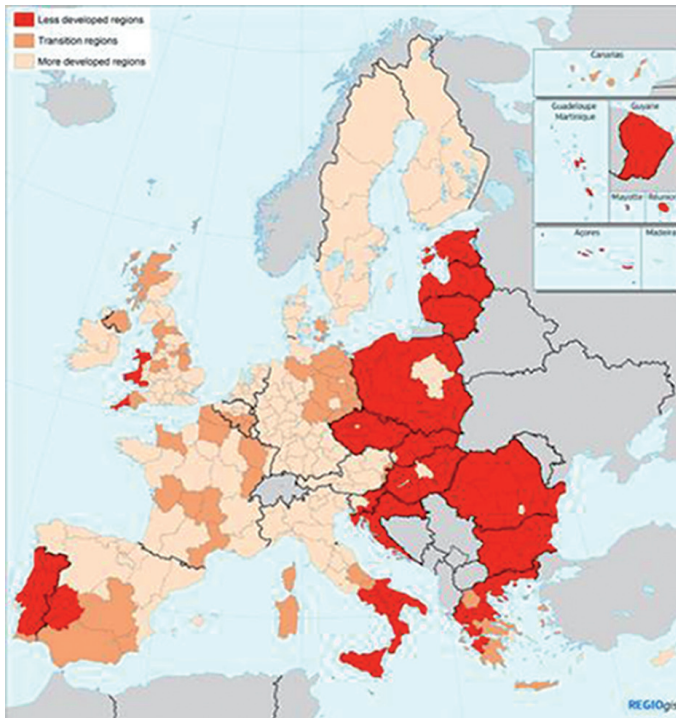 Less developed regions
Transition regions
More developed regions
Canarias
Guadeloupe
Martinique
Guyane
Mayotte
Réunion
Açores
Madeira
REGIOgis